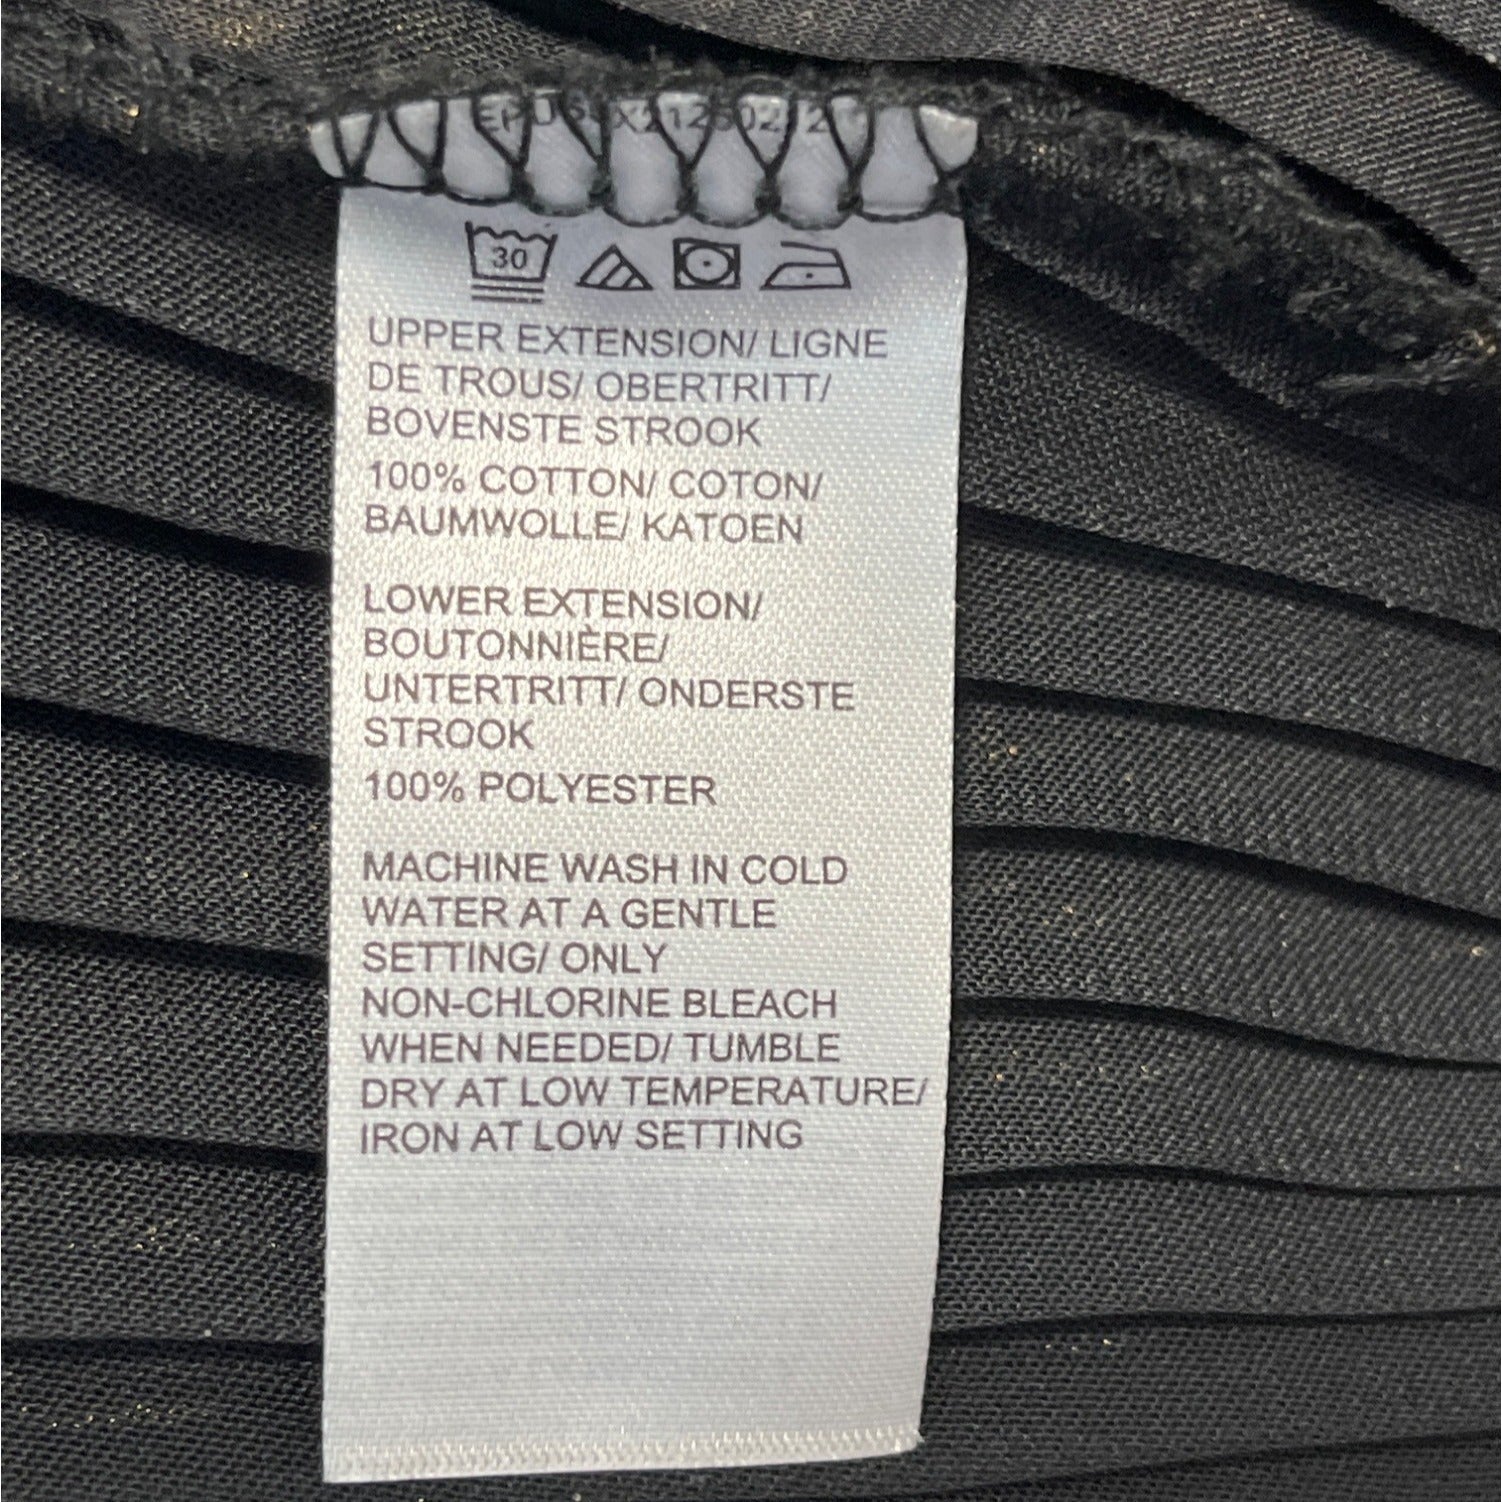 30
UPPER EXTENSION/ LIGNE
DE TROUS/ OBERTRITT/
BOVENSTE STROOK
100% COTTON/ COTON/
BAUMWOLLE/ KATOEN
LOWER EXTENSION/
BOUTONNIÈRE/
UNTERTRITT/ ONDERSTE
STROOK
100% POLYESTER
MACHINE WASH IN COLD
WATER AT A GENTLE
SETTING/ ONLY
NON-CHLORINE BLEACH
WHEN NEEDED/ TUMBLE
DRY AT LOW TEMPERATURE/
IRON AT LOW SETTING